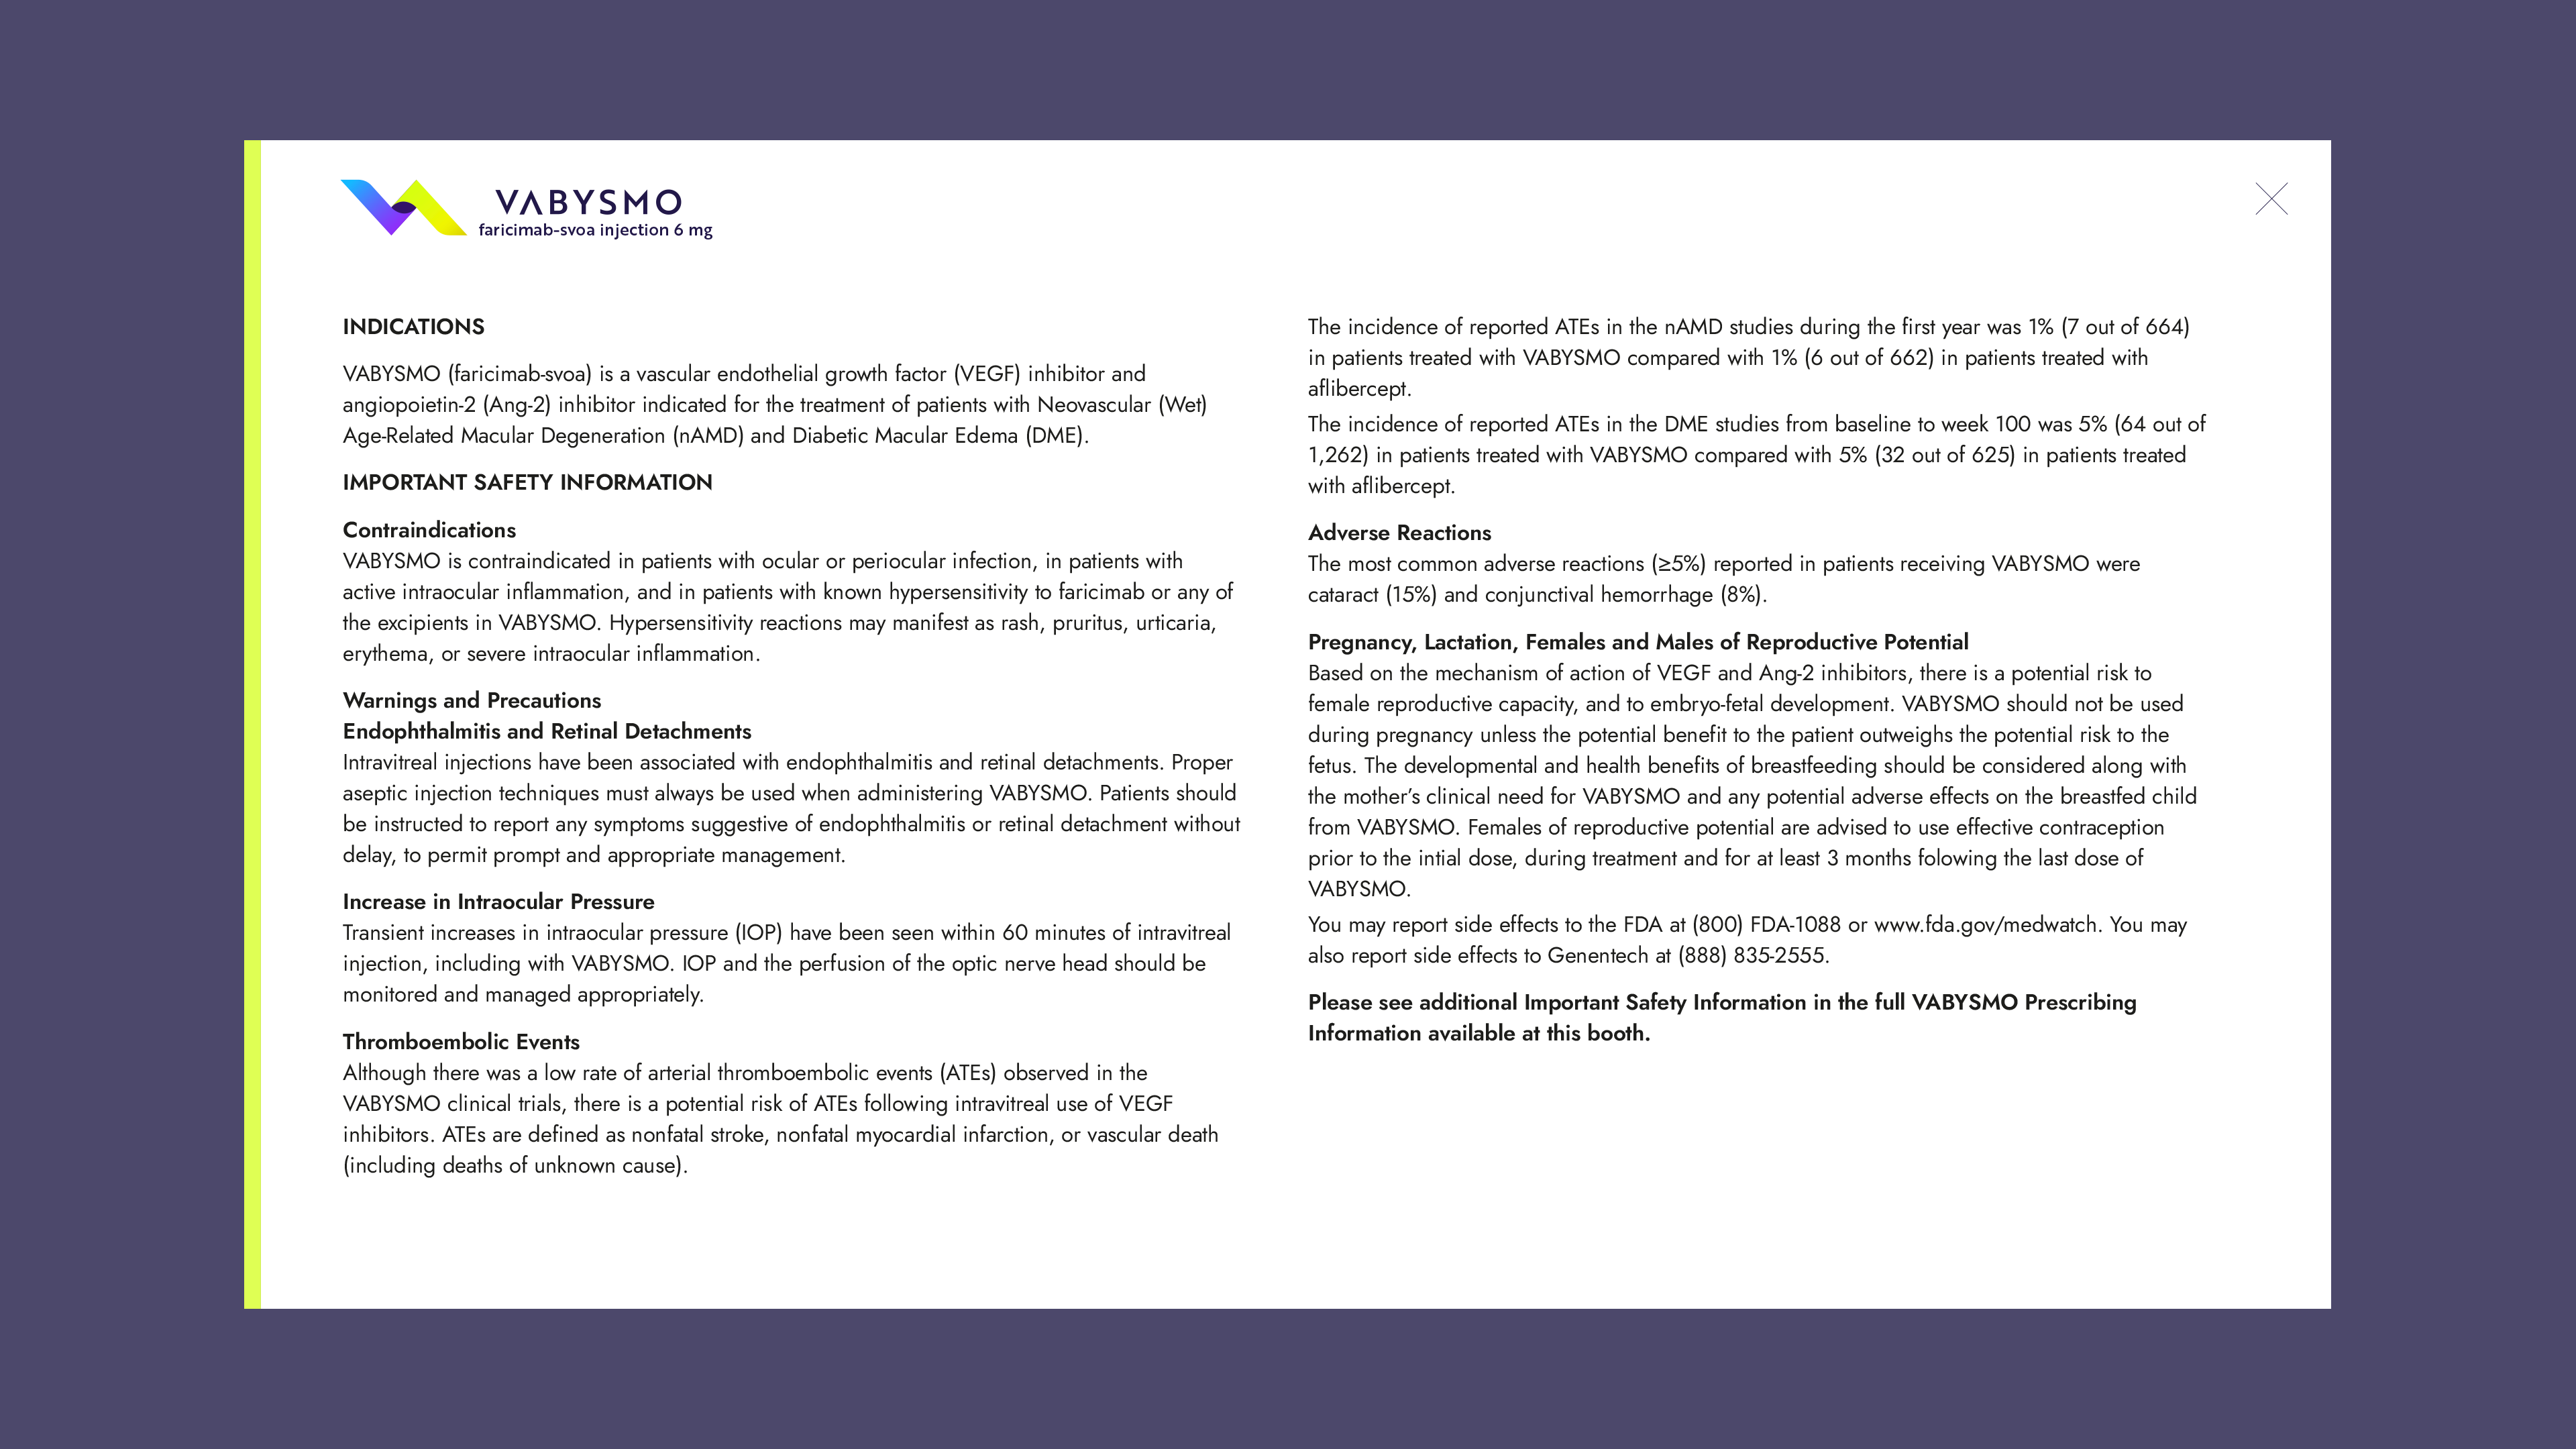 VABYSMO
faricimab-svoa injection 6 mg
INDICATIONS
VABYSMO (faricimab-svoa) is a vascular endothelial growth factor (VEGF) inhibitor and
angiopoietin-2 (Ang-2) inhibitor indicated for the treatment of patients with Neovascular (Wet)
Age-Related Macular Degeneration (nAMD) and Diabetic Macular Edema (DME).
IMPORTANT SAFETY INFORMATION
Contraindications
VABYSMO is contraindicated in patients with ocular or periocular infection, in patients with
active intraocular inflammation, and in patients with known hypersensitivity to faricimab or any of
the excipients in VABYSMO. Hypersensitivity reactions may manifest as rash, pruritus, urticaria,
erythema, or severe intraocular inflammation.
Warnings and Precautions
Endophthalmitis and Retinal Detachments
Intravitreal injections have been associated with endophthalmitis and retinal detachments. Proper
aseptic injection techniques must always be used when administering VABYSMO. Patients should
be instructed to report any symptoms suggestive of endophthalmitis or retinal detachment without
delay, to permit prompt and appropriate management.
Increase in Intraocular Pressure
Transient increases in intraocular pressure (IOP) have been seen within 60 minutes of intravitreal
injection, including with VABYSMO. IOP and the perfusion of the optic nerve head should be
monitored and managed appropriately.
Thromboembolic Events
Although there was a low rate of arterial thromboembolic events (ATEs) observed in the
VABYSMO clinical trials, there is a potential risk of ATEs following intravitreal use of VEGF
inhibitors. ATEs are defined as nonfatal stroke, nonfatal myocardial infarction, or vascular death
(including deaths of unknown cause).
The incidence of reported ATEs in the nAMD studies during the first year was 1% (7 out of 664)
in patients treated with VABYSMO compared with 1% (6 out of 662) in patients treated with
aflibercept.
The incidence of reported ATEs in the DME studies from baseline to week 100 was 5% (64 out of
1,262) in patients treated with VABYSMO compared with 5% (32 out of 625) in patients treated
with aflibercept.
Adverse Reactions
The most common adverse reactions (≥5%) reported in patients receiving VABYSMO were
cataract (15%) and conjunctival hemorrhage (8%).
Pregnancy, Lactation, Females and Males of Reproductive Potential
Based on the mechanism of action of VEGF and Ang-2 inhibitors, there is a potential risk to
female reproductive capacity, and to embryo-fetal development. VABYSMO should not be used
during pregnancy unless the potential benefit to the patient outweighs the potential risk to the
fetus. The developmental and health benefits of breastfeeding should be considered along with
the mother’s clinical need for VABYSMO and any potential adverse effects on the breastfed child
from VABYSMO. Females of reproductive potential are advised to use effective contraception
prior to the intial dose, during treatment and for at least 3 months folowing the last dose of
VABYSMO.
You may report side effects to the FDA at (800) FDA-1088 or www.fda.gov/medwatch. You may
also report side effects to Genentech at (888) 835-2555.
Please see additional Important Safety Information in the full VABYSMO Prescribing
Information available at this booth.